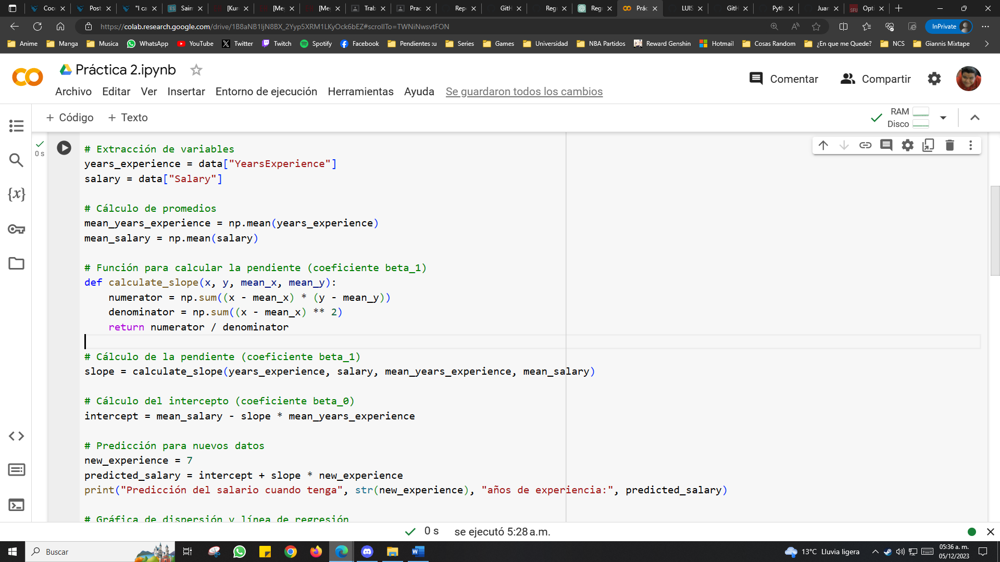 Coor
Post
"I ca
Sain
[Kur
[Me
[Me
Trab
Prac
Rep
GitH
Reg
Reg
Prác
LUIS
GitH
Pyth
Juar
Opti
https://colab.research.google.com/drive/1B8aNB1ljN8BX_2Yyp5XRM1LKyOck6bEZ#scrollTo=TWNiNwsvtFON
InPrivate
Anime Manga Musica WhatsApp YouTube Twitter Twitch Spotify Facebook Pendientes :u Series Games Universidad NBA Partidos Reward Genshin Hotmail Cosas Random ¿En que me Quede? NCS Giannis Mixtape
Práctica 2.ipynb
Comentar Compartir
Archivo Editar Ver Insertar Entorno de ejecución Herramientas Ayuda Se guardaron todos los cambios
+ Código + Texto
RAM
Disco
0 s
# Extracción de variables
years_experience = data["YearsExperience"]
salary = data["Salary"]
# Cálculo de promedios
mean_years_experience = np.mean(years_experience)
mean_salary = np.mean(salary)
# Función para calcular la pendiente (coeficiente beta_1)
def calculate_slope(x, y, mean_x, mean_y):
    numerator = np.sum((x - mean_x) * (y - mean_y))
    denominator = np.sum((x - mean_x) ** 2)
    return numerator / denominator
# Cálculo de la pendiente (coeficiente beta_1)
slope = calculate_slope(years_experience, salary, mean_years_experience, mean_salary)
# Cálculo del intercepto (coeficiente beta_0)
intercept = mean_salary - slope * mean_years_experience
# Predicción para nuevos datos
new_experience = 7
predicted_salary = intercept + slope * new_experience
print("Predicción del salario cuando tenga", str(new_experience), "años de experiencia:", predicted_salary)
# Gráfica de dispersión y línea de regresión
0 s se ejecutó 5:28 a.m.
Buscar
13°C Lluvia ligera
05:36 a. m.
05/12/2023